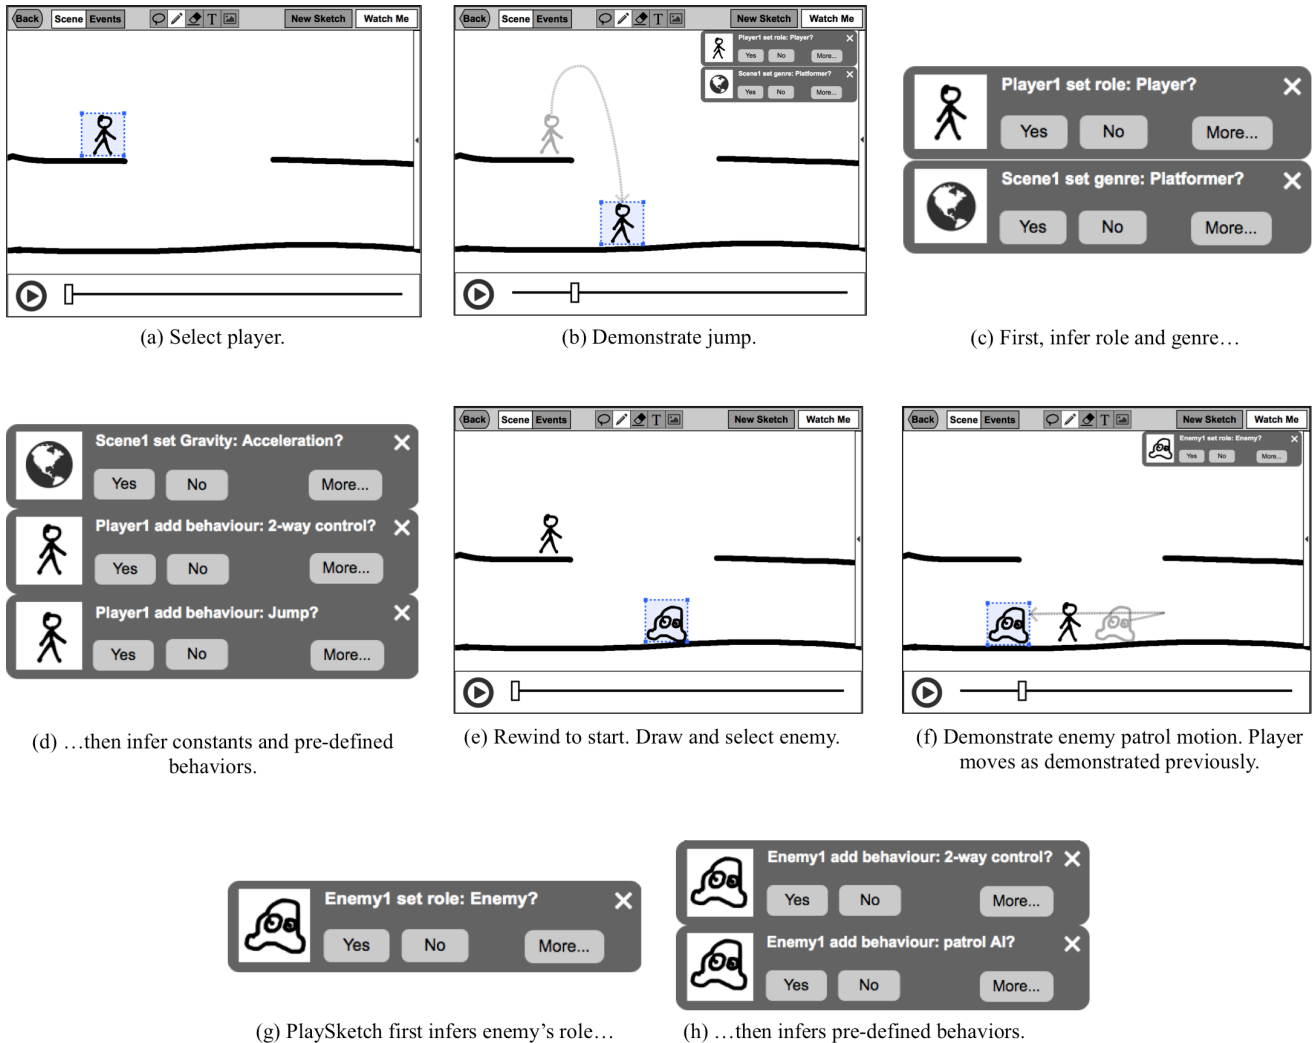 Back Scene Events T New Sketch Watch Me
(a) Select player.
Back Scene Events T New Sketch Watch Me
Player1 set role: Player?
Yes No More...
Scene1 set genre: Platformer?
Yes No More...
(b) Demonstrate jump.
Player1 set role: Player?
Yes No More...
Scene1 set genre: Platformer?
Yes No More...
(c) First, infer role and genre…
Scene1 set Gravity: Acceleration?
Yes No More...
Player1 add behaviour: 2-way control?
Yes No More...
Player1 add behaviour: Jump?
Yes No More...
(d) …then infer constants and pre-defined
behaviors.
Back Scene Events T New Sketch Watch Me
(e) Rewind to start. Draw and select enemy.
Back Scene Events T New Sketch Watch Me
Enemy1 set role: Enemy?
Yes No More...
(f) Demonstrate enemy patrol motion. Player
moves as demonstrated previously.
Enemy1 set role: Enemy?
Yes No More...
(g) PlaySketch first infers enemy’s role…
Enemy1 add behaviour: 2-way control?
Yes No More...
Enemy1 add behaviour: patrol AI?
Yes No More...
(h) …then infers pre-defined behaviors.